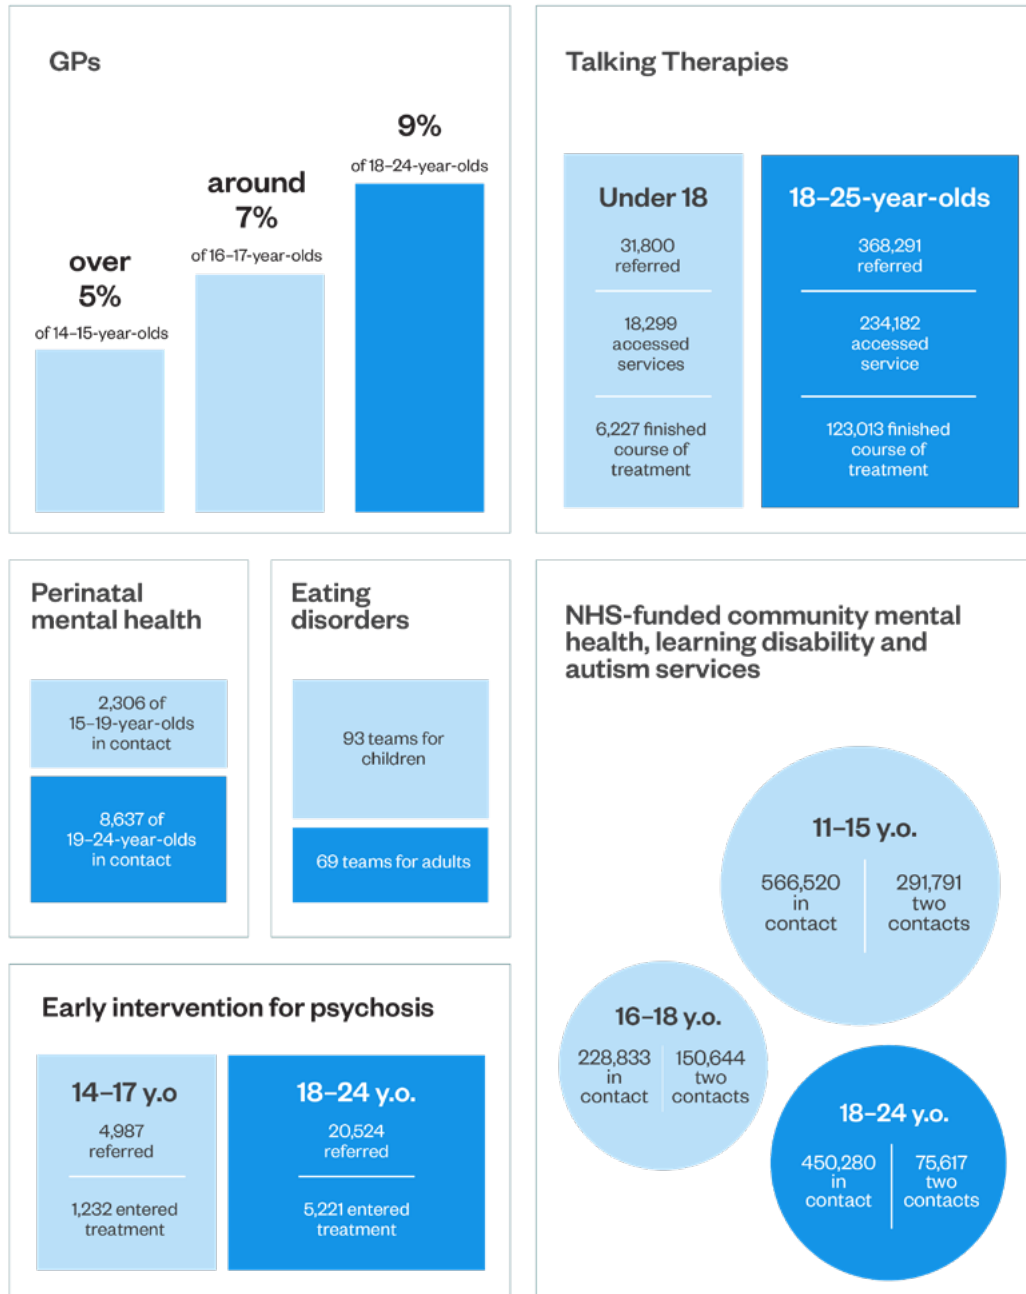 GPs
9%
of 18–24-year-olds
around
7%
of 16–17-year-olds
over
5%
of 14–15-year-olds
Talking Therapies
Under 18
31,800
referred
18,299
accessed
services
6,227 finished
course of
treatment
18–25-year-olds
368,291
referred
234,182
accessed
service
123,013 finished
course of
treatment
Perinatal
mental health
2,306 of
15–19-year-olds
in contact
8,637 of
19–24-year-olds
in contact
Eating
disorders
93 teams for
children
69 teams for adults
NHS-funded community mental
health, learning disability and
autism services
11–15 y.o.
566,520
in
contact
291,791
two
contacts
16–18 y.o.
228,833
in
contact
150,644
two
contacts
18–24 y.o.
450,280
in
contact
75,617
two
contacts
Early intervention for psychosis
14–17 y.o
4,987
referred
1,232 entered
treatment
18–24 y.o.
20,524
referred
5,221 entered
treatment